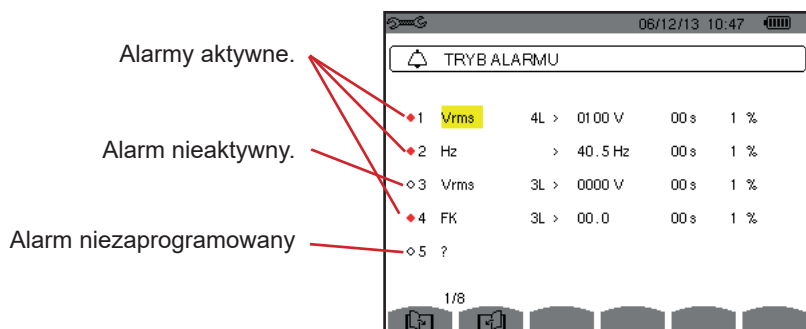 06/12/13 10:47
TRYB ALARMU
Alarmy aktywne.
1 Vrms 4L > 0100 V 00 s 1 %
2 Hz > 40.5 Hz 00 s 1 %
Alarm nieaktywny.
3 Vrms 3L > 0000 V 00 s 1 %
4 FK 3L > 00.0 00 s 1 %
Alarm niezaprogramowany
5 ?
1/8